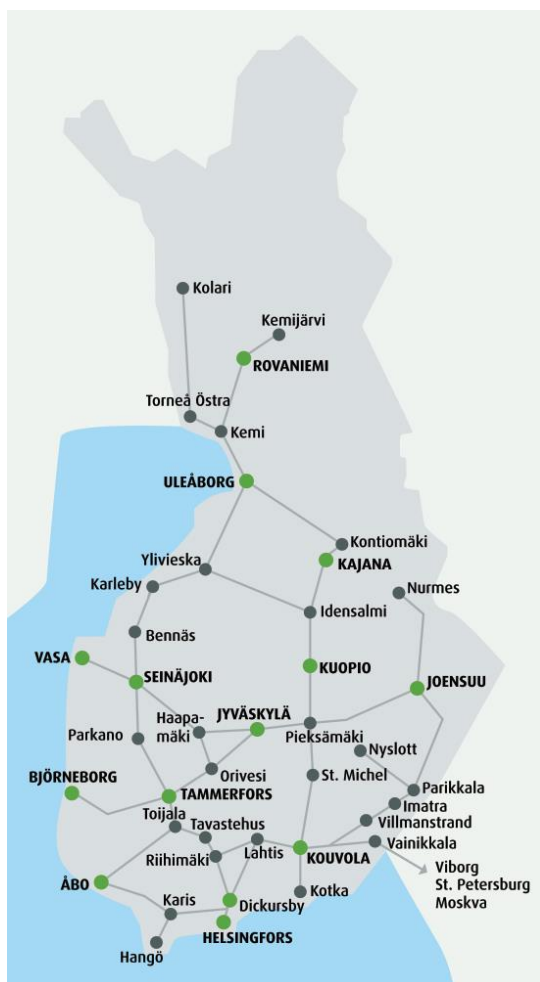 Kolari
Kemijärvi
ROVANIEMI
Torneå Östra
Kemi
ULEÅBORG
Kontiomäki
Ylivieska
KAJANA
Karleby
Nurmes
Idensalmi
Bennäs
VASA
KUOPIO
SEINÄJOKI
JOENSUU
JYVÄSKYLÄ
Haapa-
mäki
Parkano
Pieksämäki
Nyslott
BJÖRNEBORG
Orivesi
St. Michel
TAMMERFORS
Parikkala
Imatra
Toijala
Tavastehus
Villmanstrand
Riihimäki
Lahtis
KOUVOLA
Vainikkala
Viborg
St. Petersburg
Moskva
ÅBO
Karis
Dickursby
Kotka
HELSINGFORS
Hangö